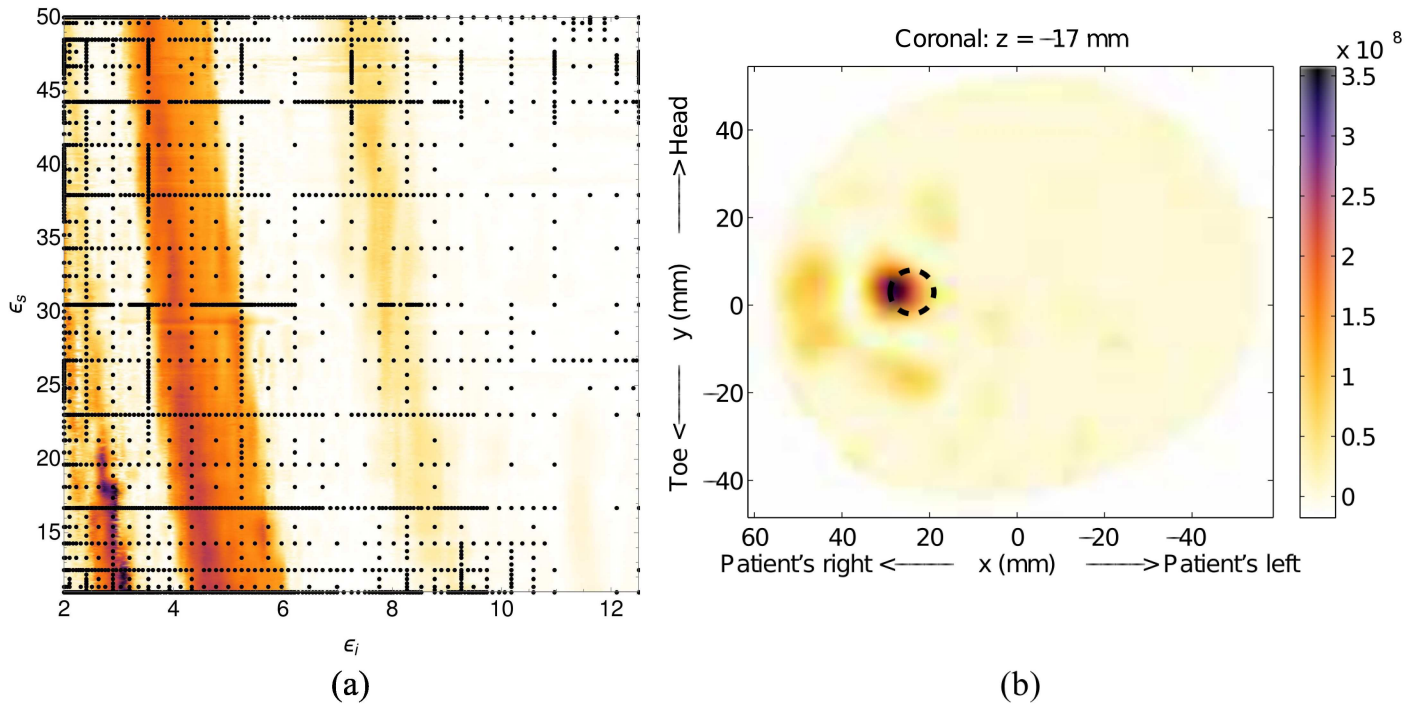 50
45
40
35
30
25
20
15
2 4 6 8 10 12
ϵs
ϵi
(a)
Coronal: z = −17 mm
x 10 8
3.5
3
2.5
2
1.5
1
0.5
0
40
20
0
−20
−40
Toe <—— y (mm) ——>Head
60 40 20 0 −20 −40
Patient's right <—— x (mm) ——>Patient's left
(b)